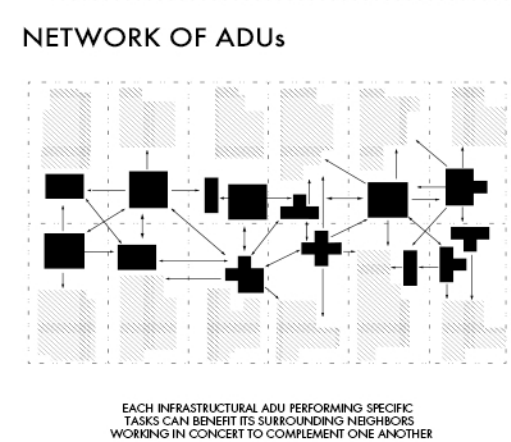 NETWORK OF ADUs
EACH INFRASTRUCTURAL ADU PERFORMING SPECIFIC
TASKS CAN BENEFIT ITS SURROUNDING NEIGHBORS
WORKING IN CONCERT TO COMPLEMENT ONE ANOTHER